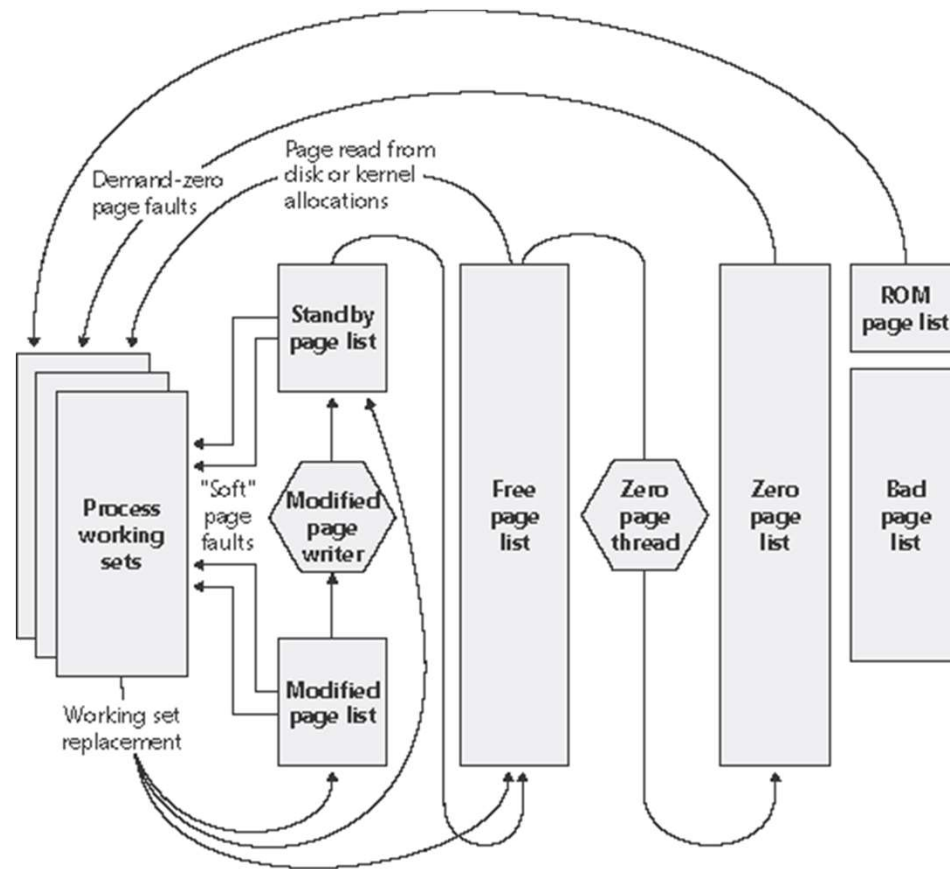 Page read from
disk or kernel
allocations
Demand-zero
page faults
Standby
page list
ROM
page list
"Soft"
page
faults
Process
working
sets
Modified
page
writer
Free
page
list
Zero
page
thread
Zero
page
list
Bad
page
list
Modified
page list
Working set
replacement